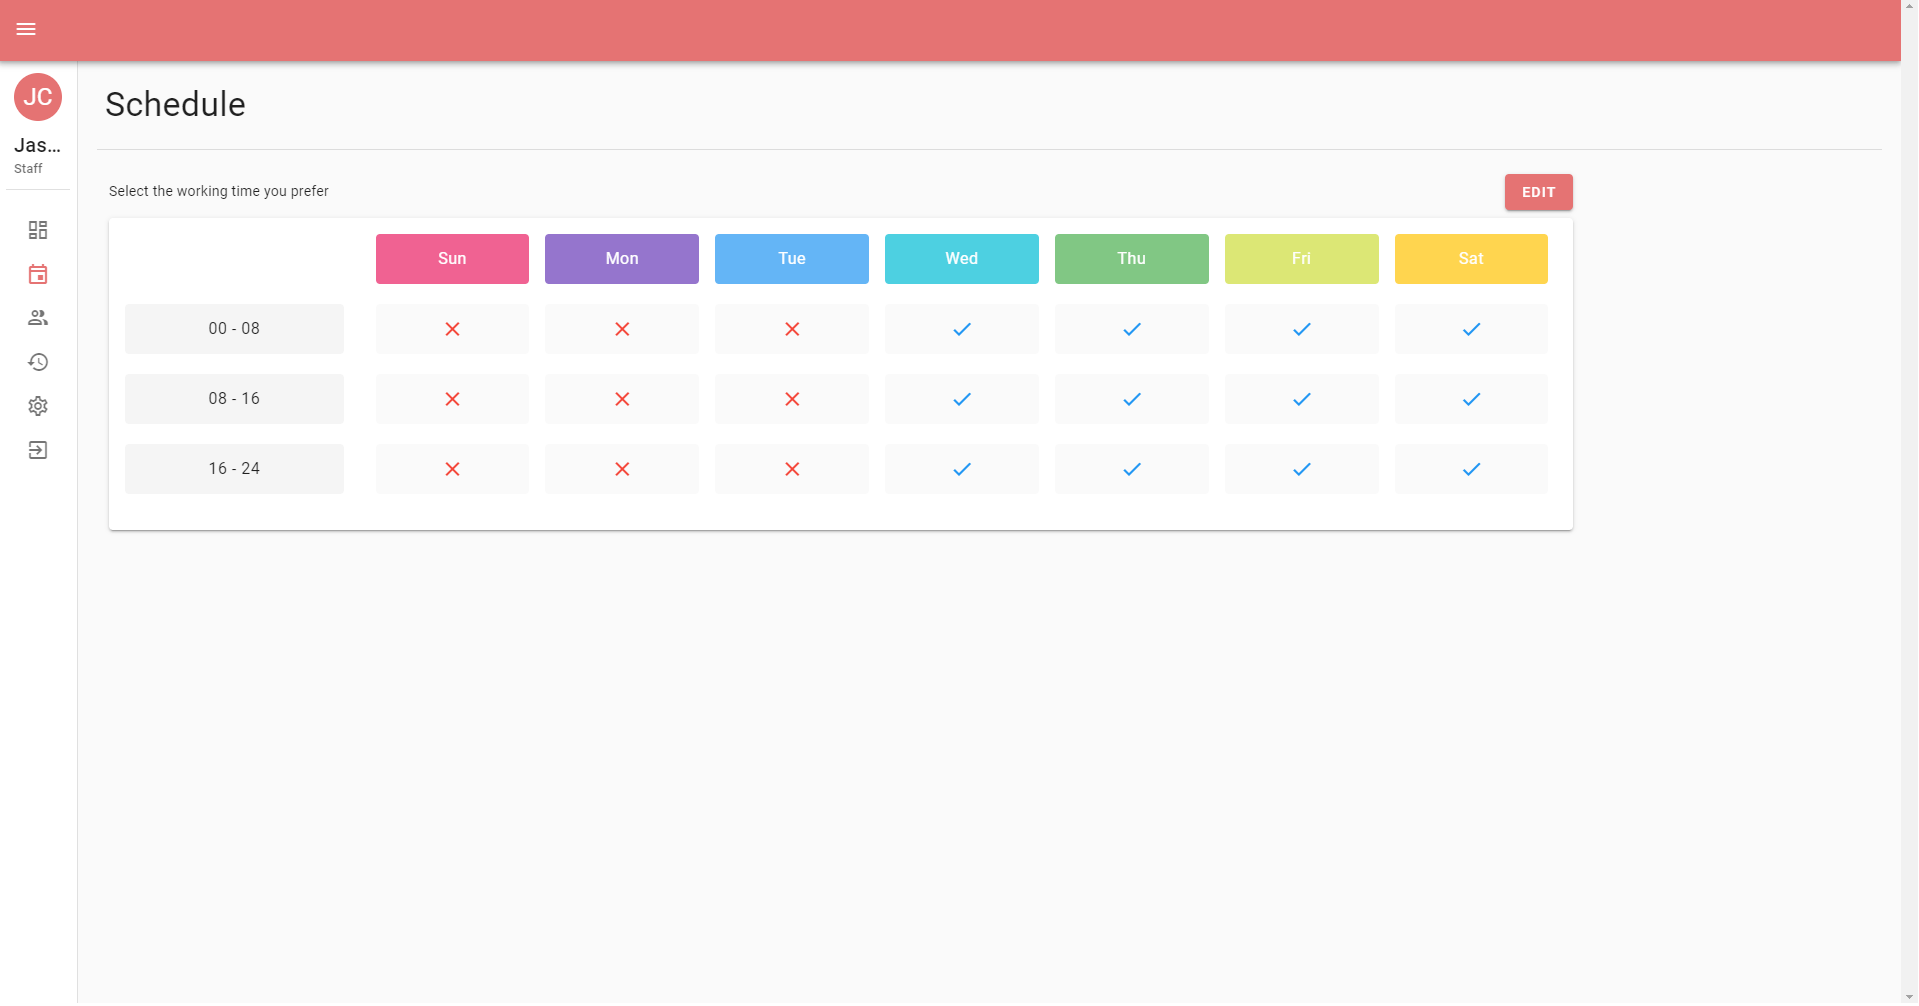 JC
Jas...
Staff
Schedule
Select the working time you prefer
EDIT
Sun Mon Tue Wed Thu Fri Sat
00 - 08
08 - 16
16 - 24